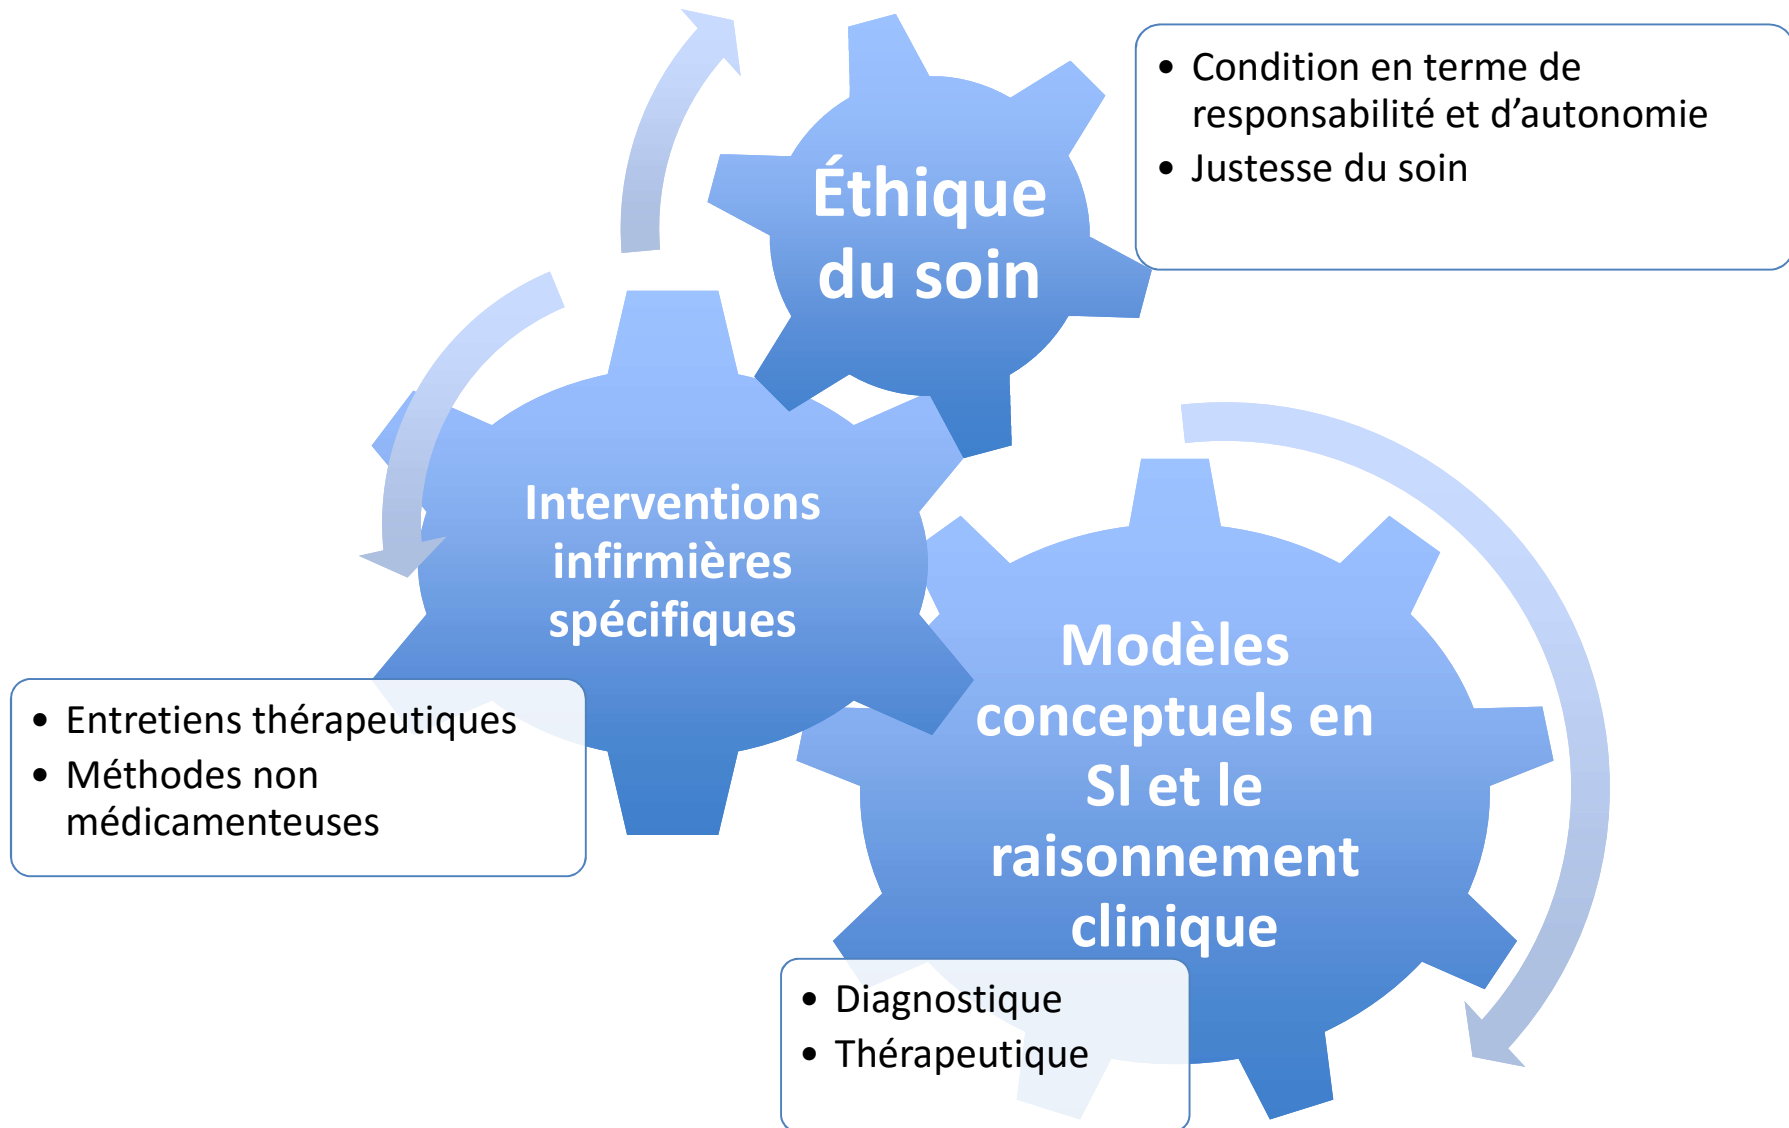 Éthique
du soin
• Condition en terme de
responsabilité et d’autonomie
• Justesse du soin
Interventions
infirmières
spécifiques
• Entretiens thérapeutiques
• Méthodes non
médicamenteuses
Modèles
conceptuels en
SI et le
raisonnement
clinique
• Diagnostique
• Thérapeutique